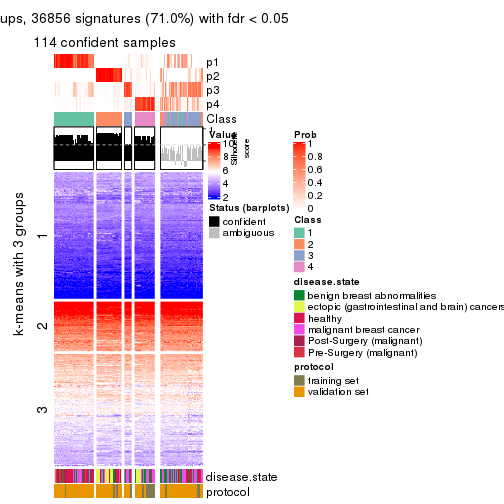 ups, 36856 signatures (71.0%) with fdr < 0.05
114 confident samples
p1
p2
p3
p4
Class
1
Silhouette
score
k-means with 3 groups
1
2
3
disease.state
protocol
Value
10
8
6
4
2
Status (barplots)
confident
ambiguous
Prob
1
0.8
0.6
0.4
0.2
0
Class
1
2
3
4
disease.state
benign breast abnormalities
ectopic (gastrointestinal and brain) cancers
healthy
malignant breast cancer
Post-Surgery (malignant)
Pre-Surgery (malignant)
protocol
training set
validation set